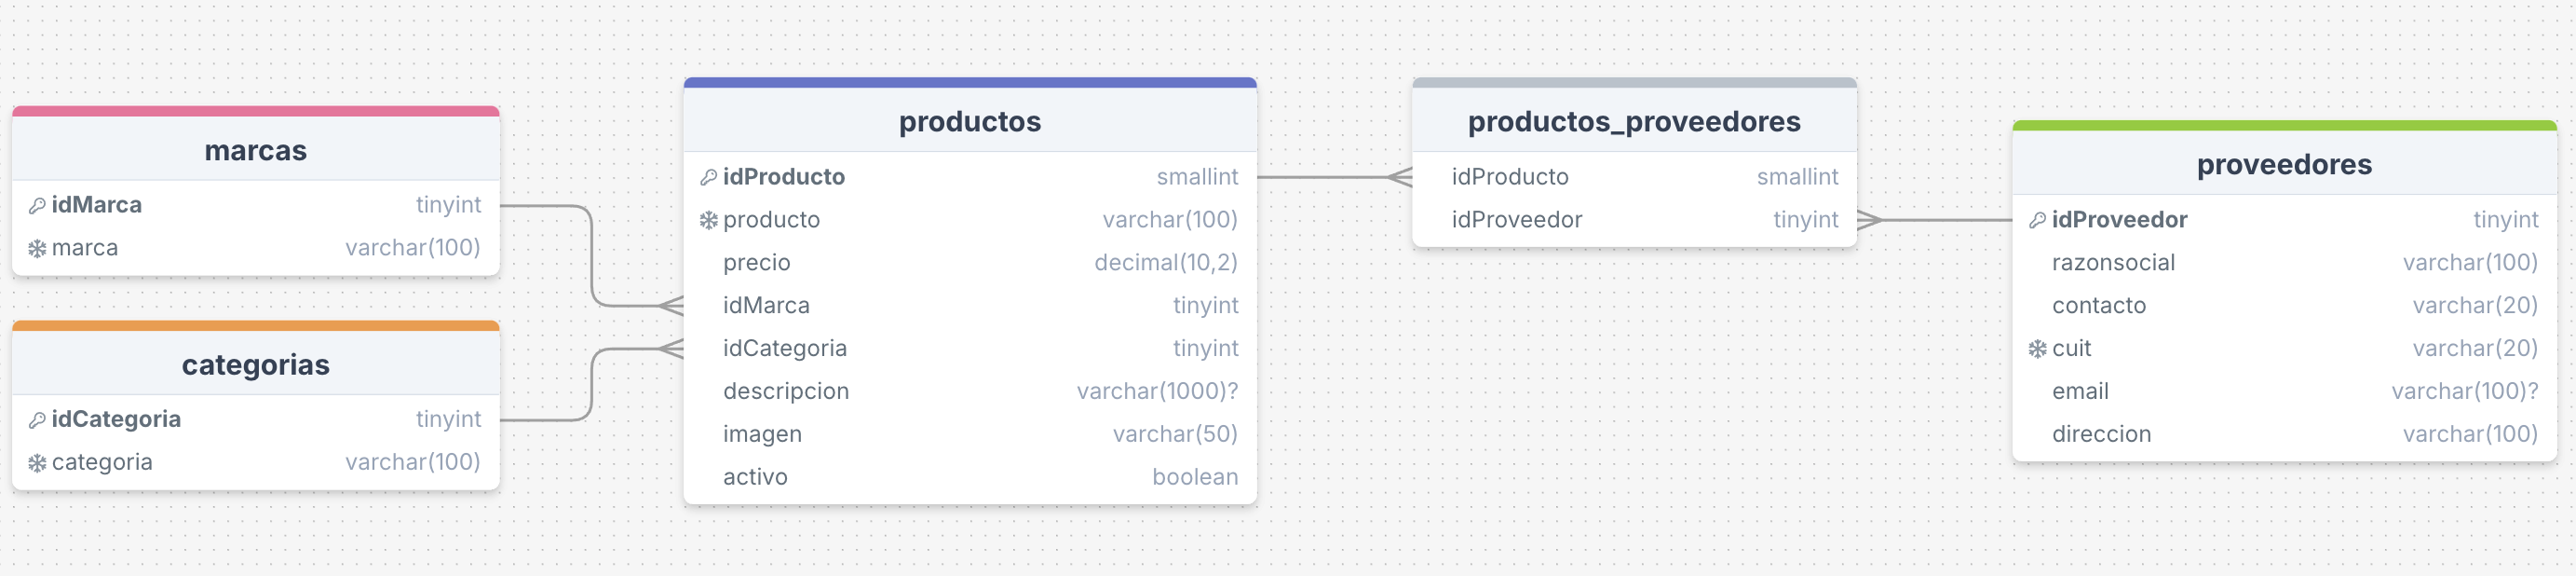 marcas
idMarca tinyint
marca varchar(100)
categorias
idCategoria tinyint
categoria varchar(100)
productos
idProducto smallint
producto varchar(100)
precio decimal(10,2)
idMarca tinyint
idCategoria tinyint
descripcion varchar(1000)?
imagen varchar(50)
activo boolean
productos_proveedores
idProducto smallint
idProveedor tinyint
proveedores
idProveedor tinyint
razonsocial varchar(100)
contacto varchar(20)
cuit varchar(20)
email varchar(100)?
direccion varchar(100)